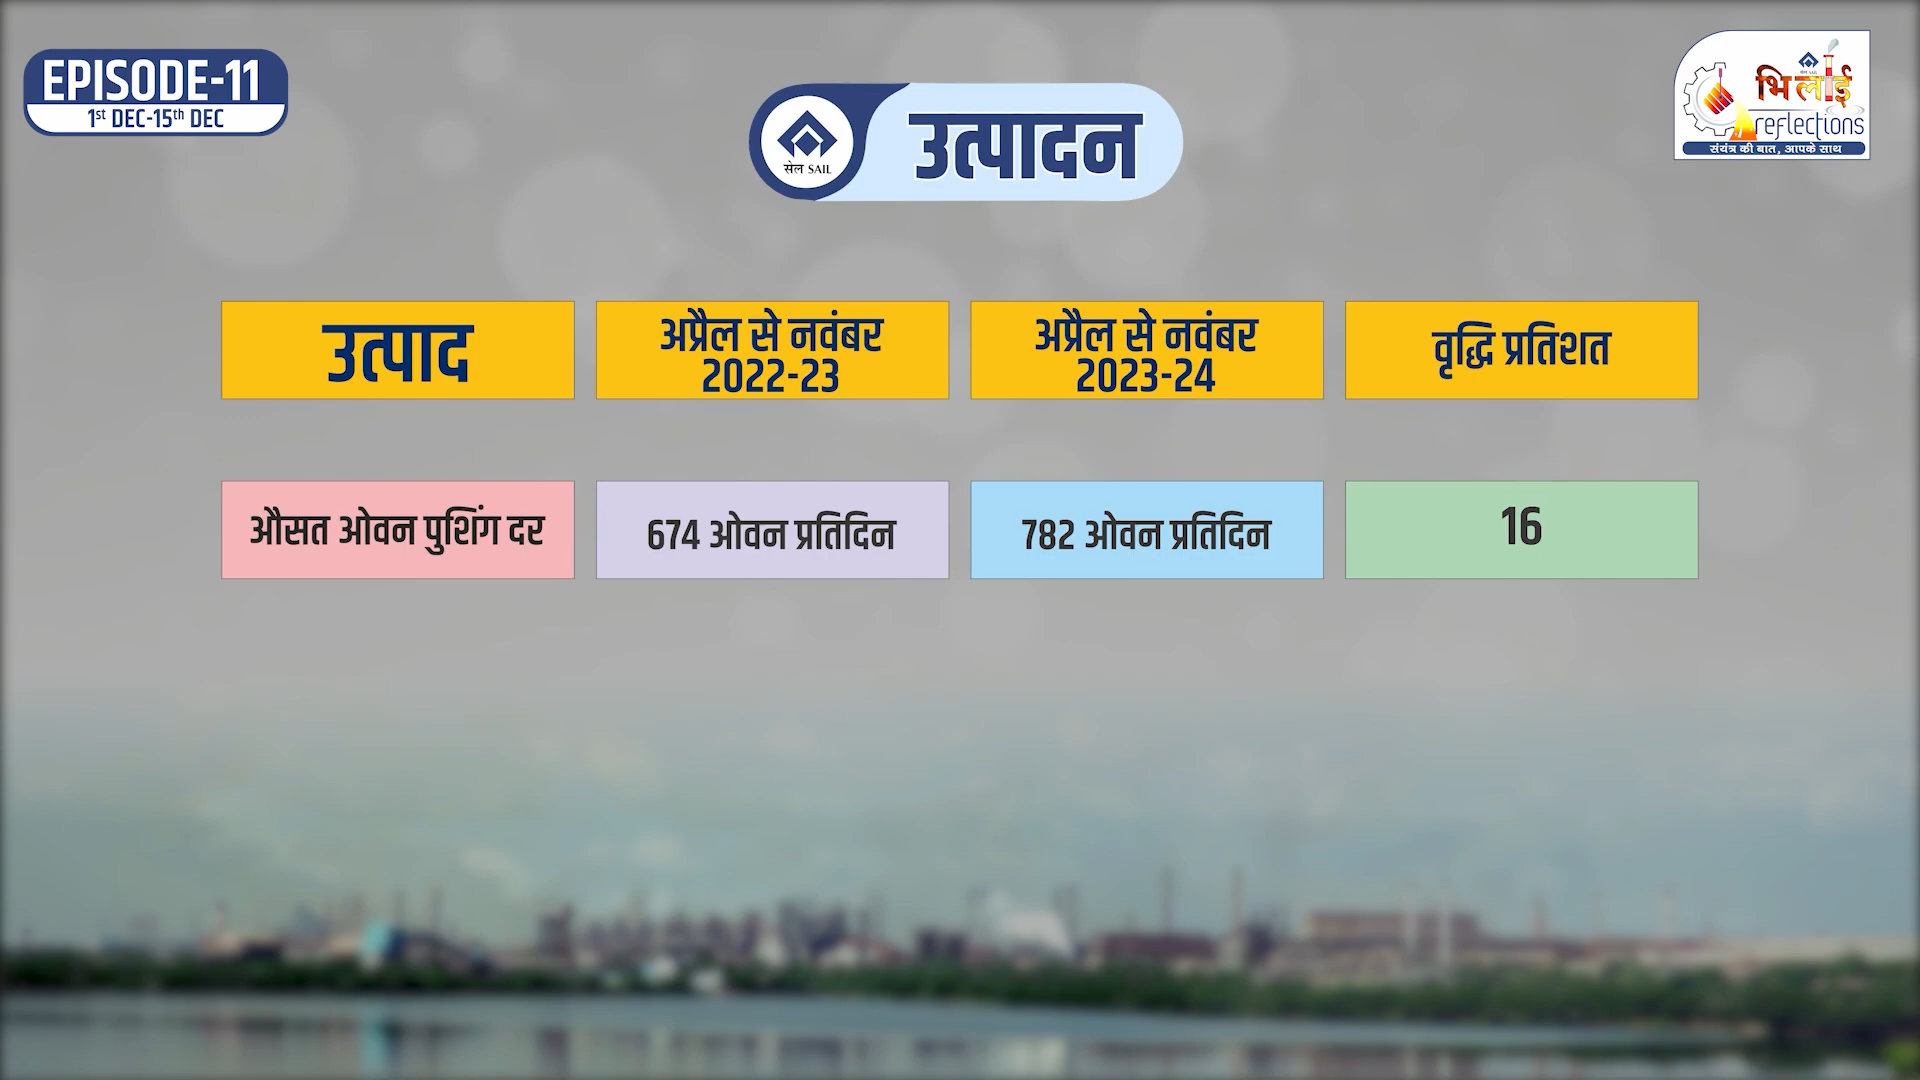 EPISODE-11
1st DEC-15th DEC
सेल SAIL
उत्पादन
सेल SAIL
भिलाई
reflections
संयंत्र की बात, आपके साथ
उत्पाद
अप्रैल से नवंबर
2022-23
अप्रैल से नवंबर
2023-24
वृद्धि प्रतिशत
औसत ओवन पुशिंग दर
674 ओवन प्रतिदिन
782 ओवन प्रतिदिन
16